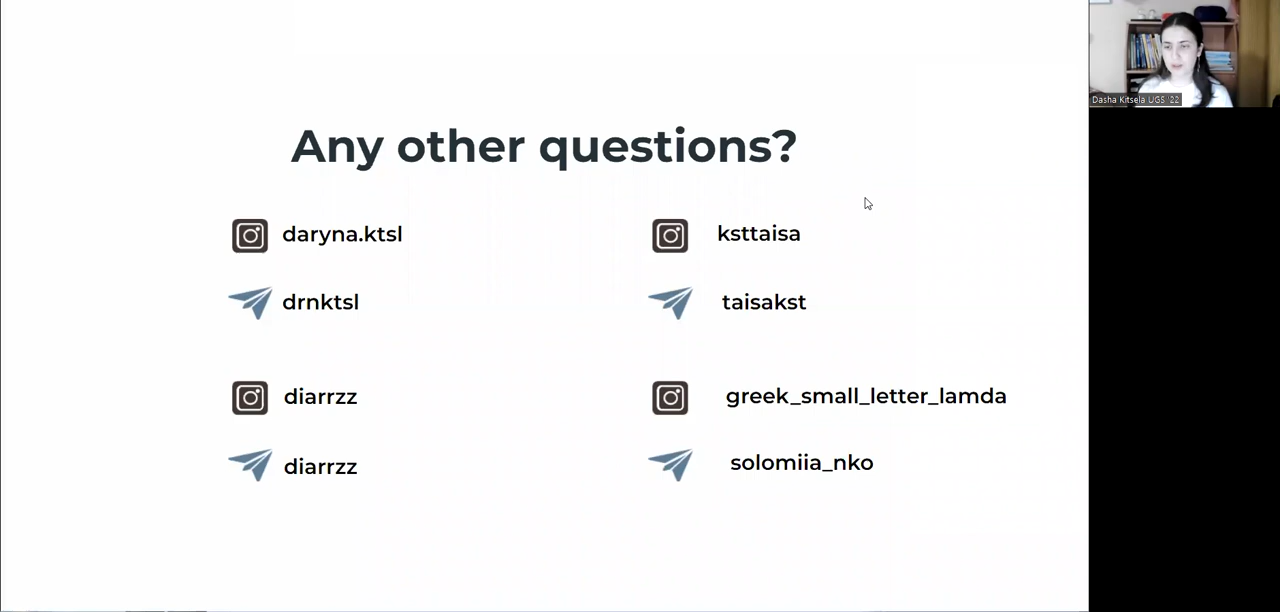 Any other questions?
daryna.ktsl
drnktsl
ksttaisa
taisakst
diarrzz
diarrzz
greek_small_letter_lamda
solomiia_nko
Dasha Kitsela UGS '22